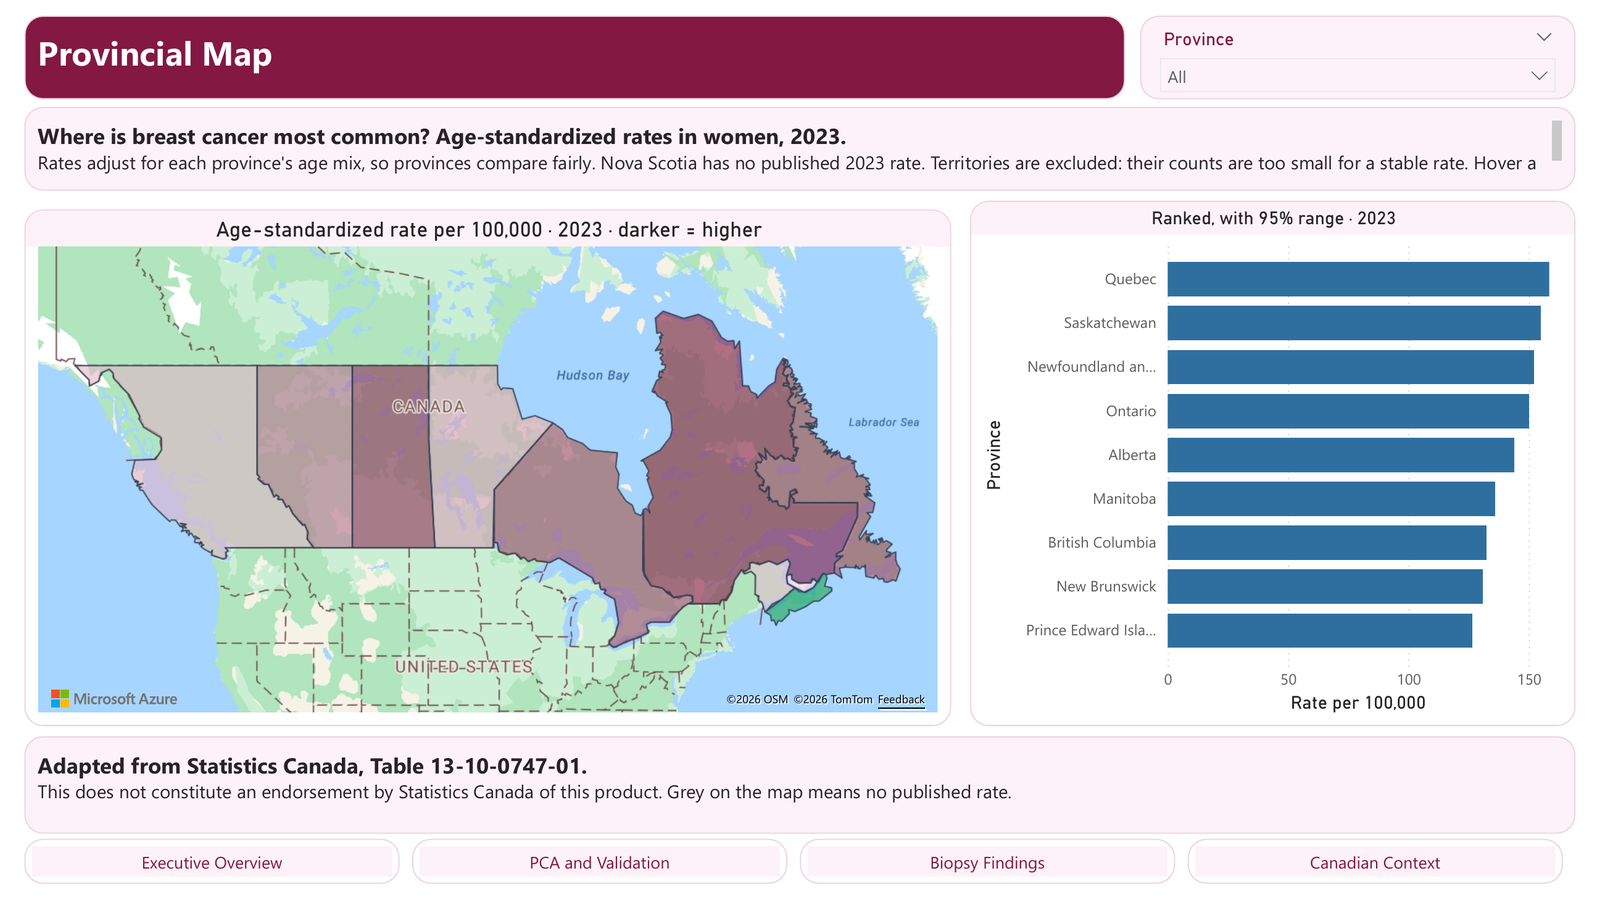 Provincial Map
Province
All
Where is breast cancer most common? Age-standardized rates in women, 2023.
Rates adjust for each province's age mix, so provinces compare fairly. Nova Scotia has no published 2023 rate. Territories are excluded: their counts are too small for a stable rate. Hover a
Age-standardized rate per 100,000 · 2023 · darker = higher
Hudson Bay
CANADA
Labrador Sea
UNITED STATES
Microsoft Azure
©2026 OSM ©2026 TomTom Feedback
Ranked, with 95% range · 2023
Province
Quebec
Saskatchewan
Newfoundland an...
Ontario
Alberta
Manitoba
British Columbia
New Brunswick
Prince Edward Isla...
0 50 100 150
Rate per 100,000
Adapted from Statistics Canada, Table 13-10-0747-01.
This does not constitute an endorsement by Statistics Canada of this product. Grey on the map means no published rate.
Executive Overview
PCA and Validation
Biopsy Findings
Canadian Context